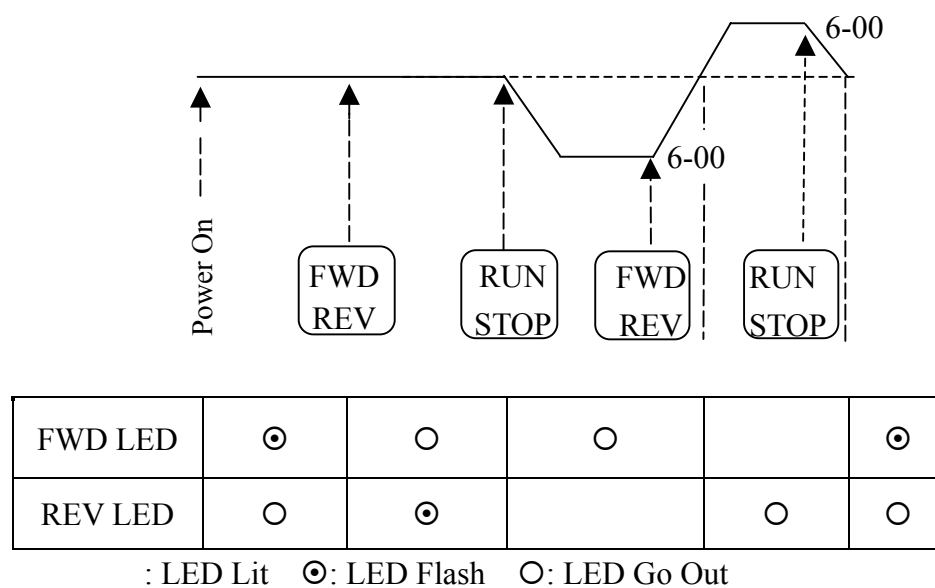 6-00
6-00
Power On
FWD
REV
RUN
STOP
FWD
REV
RUN
STOP
FWD LED ⊙ ○ ○ ⊙
REV LED ○ ⊙ ○ ○
: LED Lit ⊙: LED Flash ○: LED Go Out